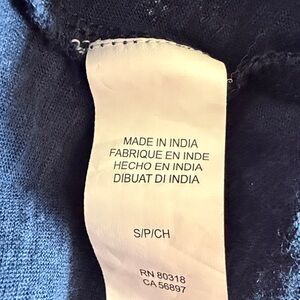 MADE IN INDIA
FABRIQUE EN INDE
HECHO EN INDIA
DIBUAT DI INDIA
S/P/CH
RN 80318
CA 56897